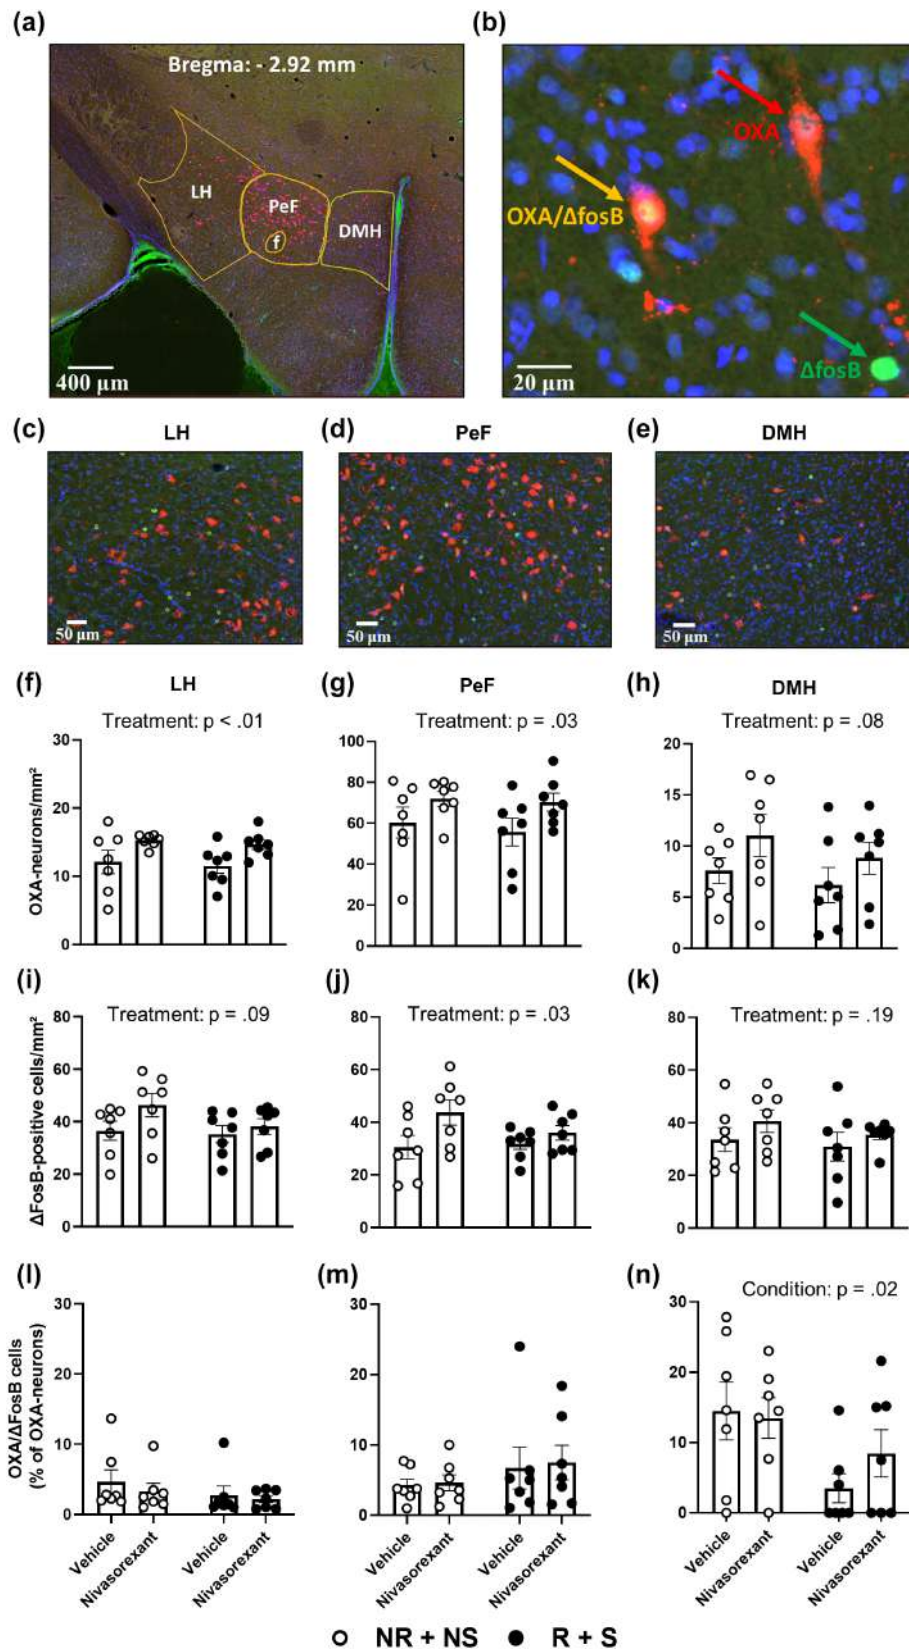 (a)
Bregma: - 2.92 mm
LH
PeF
f
DMH
400 µm
(b)
OXA
OXA/ΔfosB
ΔfosB
20 µm
(c)
LH
50 µm
(d)
PeF
50 µm
(e)
DMH
50 µm
(f)
LH
Treatment: p < .01
OXA-neurons/mm²
30
20
10
0
(g)
PeF
Treatment: p = .03
100
80
60
40
20
0
(h)
DMH
Treatment: p = .08
20
15
10
5
0
(i)
Treatment: p = .09
ΔFosB-positive cells/mm²
80
60
40
20
0
(j)
Treatment: p = .03
80
60
40
20
0
(k)
Treatment: p = .19
80
60
40
20
0
(l)
OXA/ΔFosB cells
(% of OXA-neurons)
30
20
10
0
Vehicle
Nivasorexant
Vehicle
Nivasorexant
(m)
30
20
10
0
Vehicle
Nivasorexant
Vehicle
Nivasorexant
(n)
Condition: p = .02
30
20
10
0
Vehicle
Nivasorexant
Vehicle
Nivasorexant
NR + NS
R + S